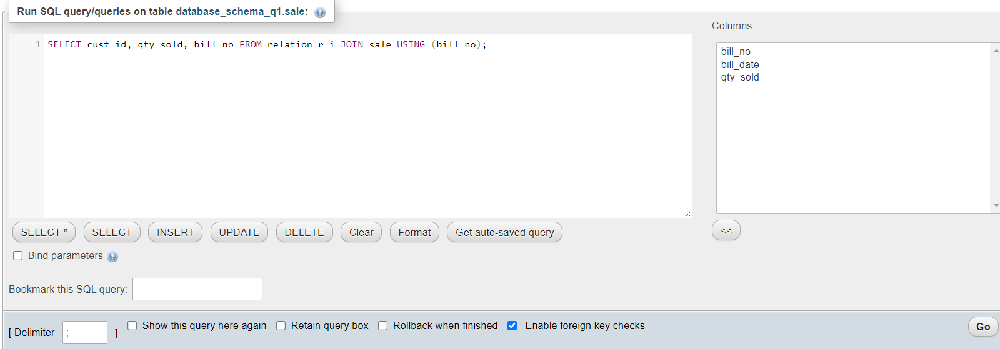 Run SQL query/queries on table database_schema_q1.sale:
Columns
1 SELECT cust_id, qty_sold, bill_no FROM relation_r_i JOIN sale USING (bill_no);
bill_no
bill_date
qty_sold
SELECT * SELECT INSERT UPDATE DELETE Clear Format Get auto-saved query <<
Bind parameters
Bookmark this SQL query:
[ Delimiter ; ] Show this query here again Retain query box Rollback when finished Enable foreign key checks Go